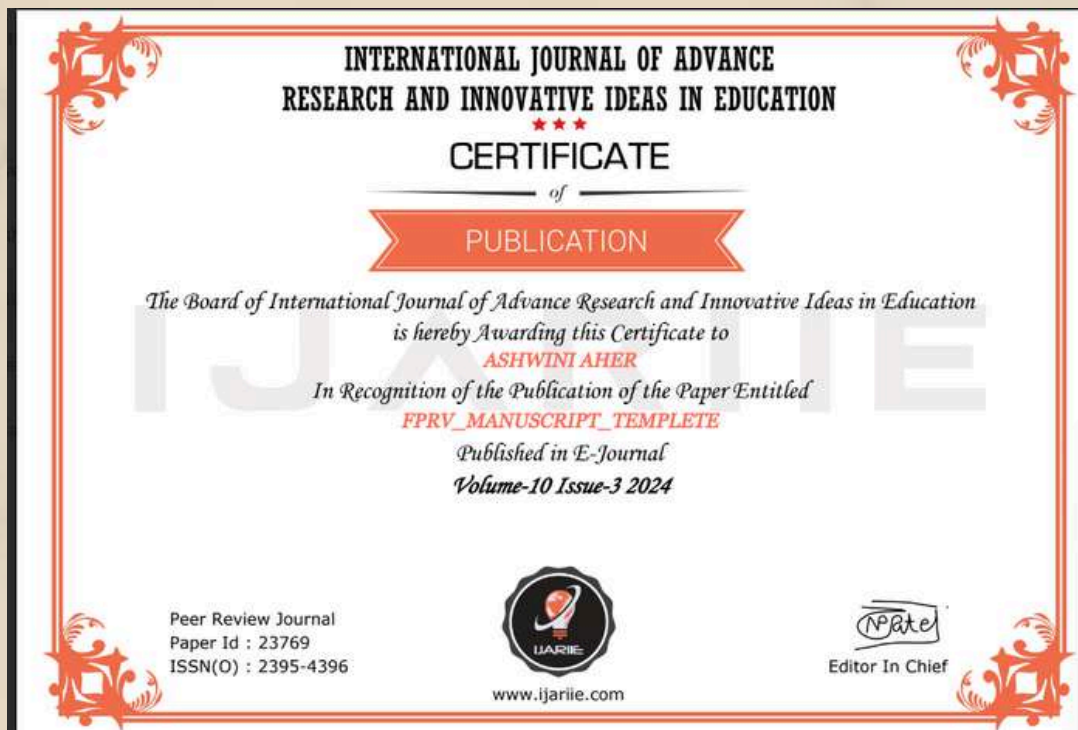 INTERNATIONAL JOURNAL OF ADVANCE
RESEARCH AND INNOVATIVE IDEAS IN EDUCATION
CERTIFICATE
of
PUBLICATION
IJARIIE
The Board of International Journal of Advance Research and Innovative Ideas in Education
is hereby Awarding this Certificate to
ASHWINI AHER
In Recognition of the Publication of the Paper Entitled
FPRV_MANUSCRIPT_TEMPLETE
Published in E-Journal
Volume-10 Issue-3 2024
Peer Review Journal
Paper Id : 23769
ISSN(O) : 2395-4396
IJARIIE
www.ijariie.com
NPatel
Editor In Chief